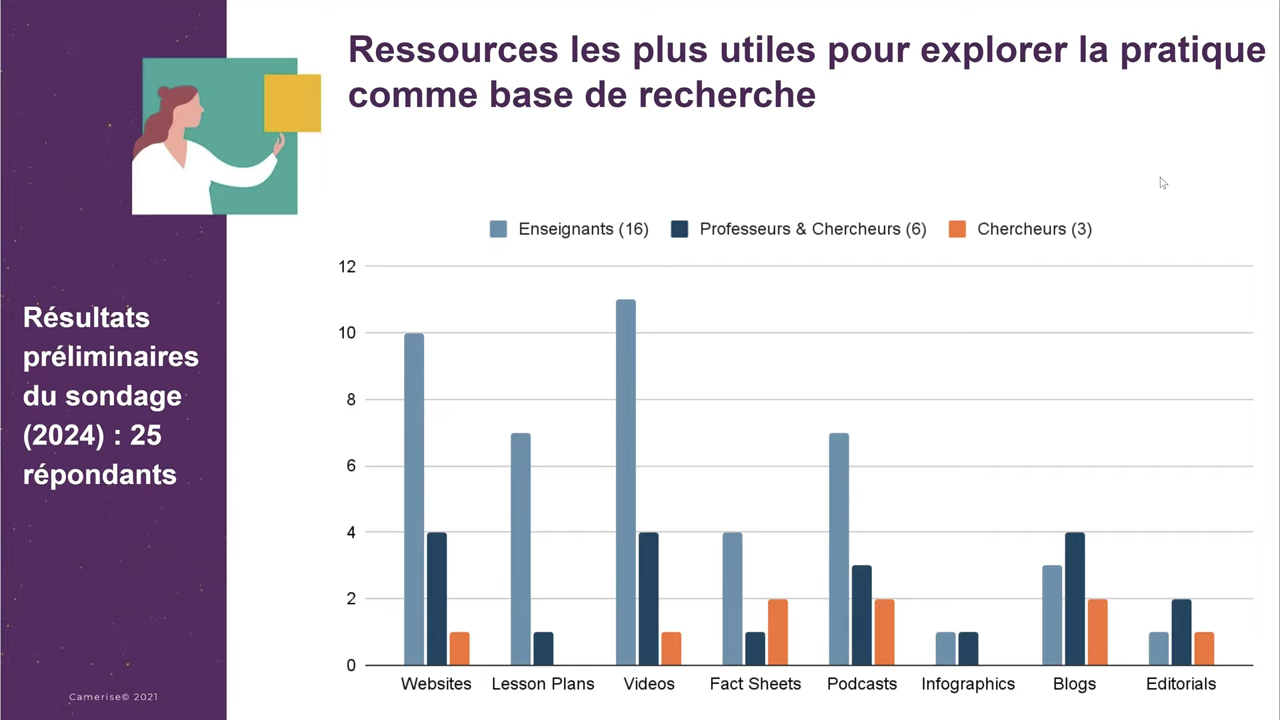 Ressources les plus utiles pour explorer la pratique
comme base de recherche
Résultats
préliminaires
du sondage
(2024) : 25
répondants
Enseignants (16) Professeurs & Chercheurs (6) Chercheurs (3)
12
10
8
6
4
2
0
Websites Lesson Plans Videos Fact Sheets Podcasts Infographics Blogs Editorials
Camerise© 2021